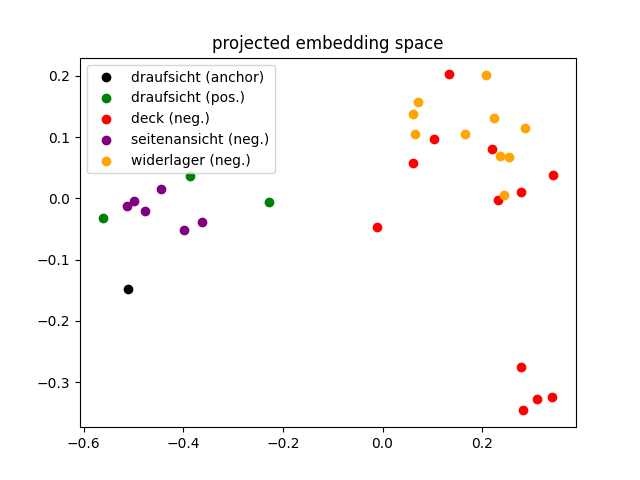 projected embedding space
draufsicht (anchor)
draufsicht (pos.)
deck (neg.)
seitenansicht (neg.)
widerlager (neg.)
0.2
0.1
0.0
−0.1
−0.2
−0.3
−0.6
−0.4
−0.2
0.0
0.2